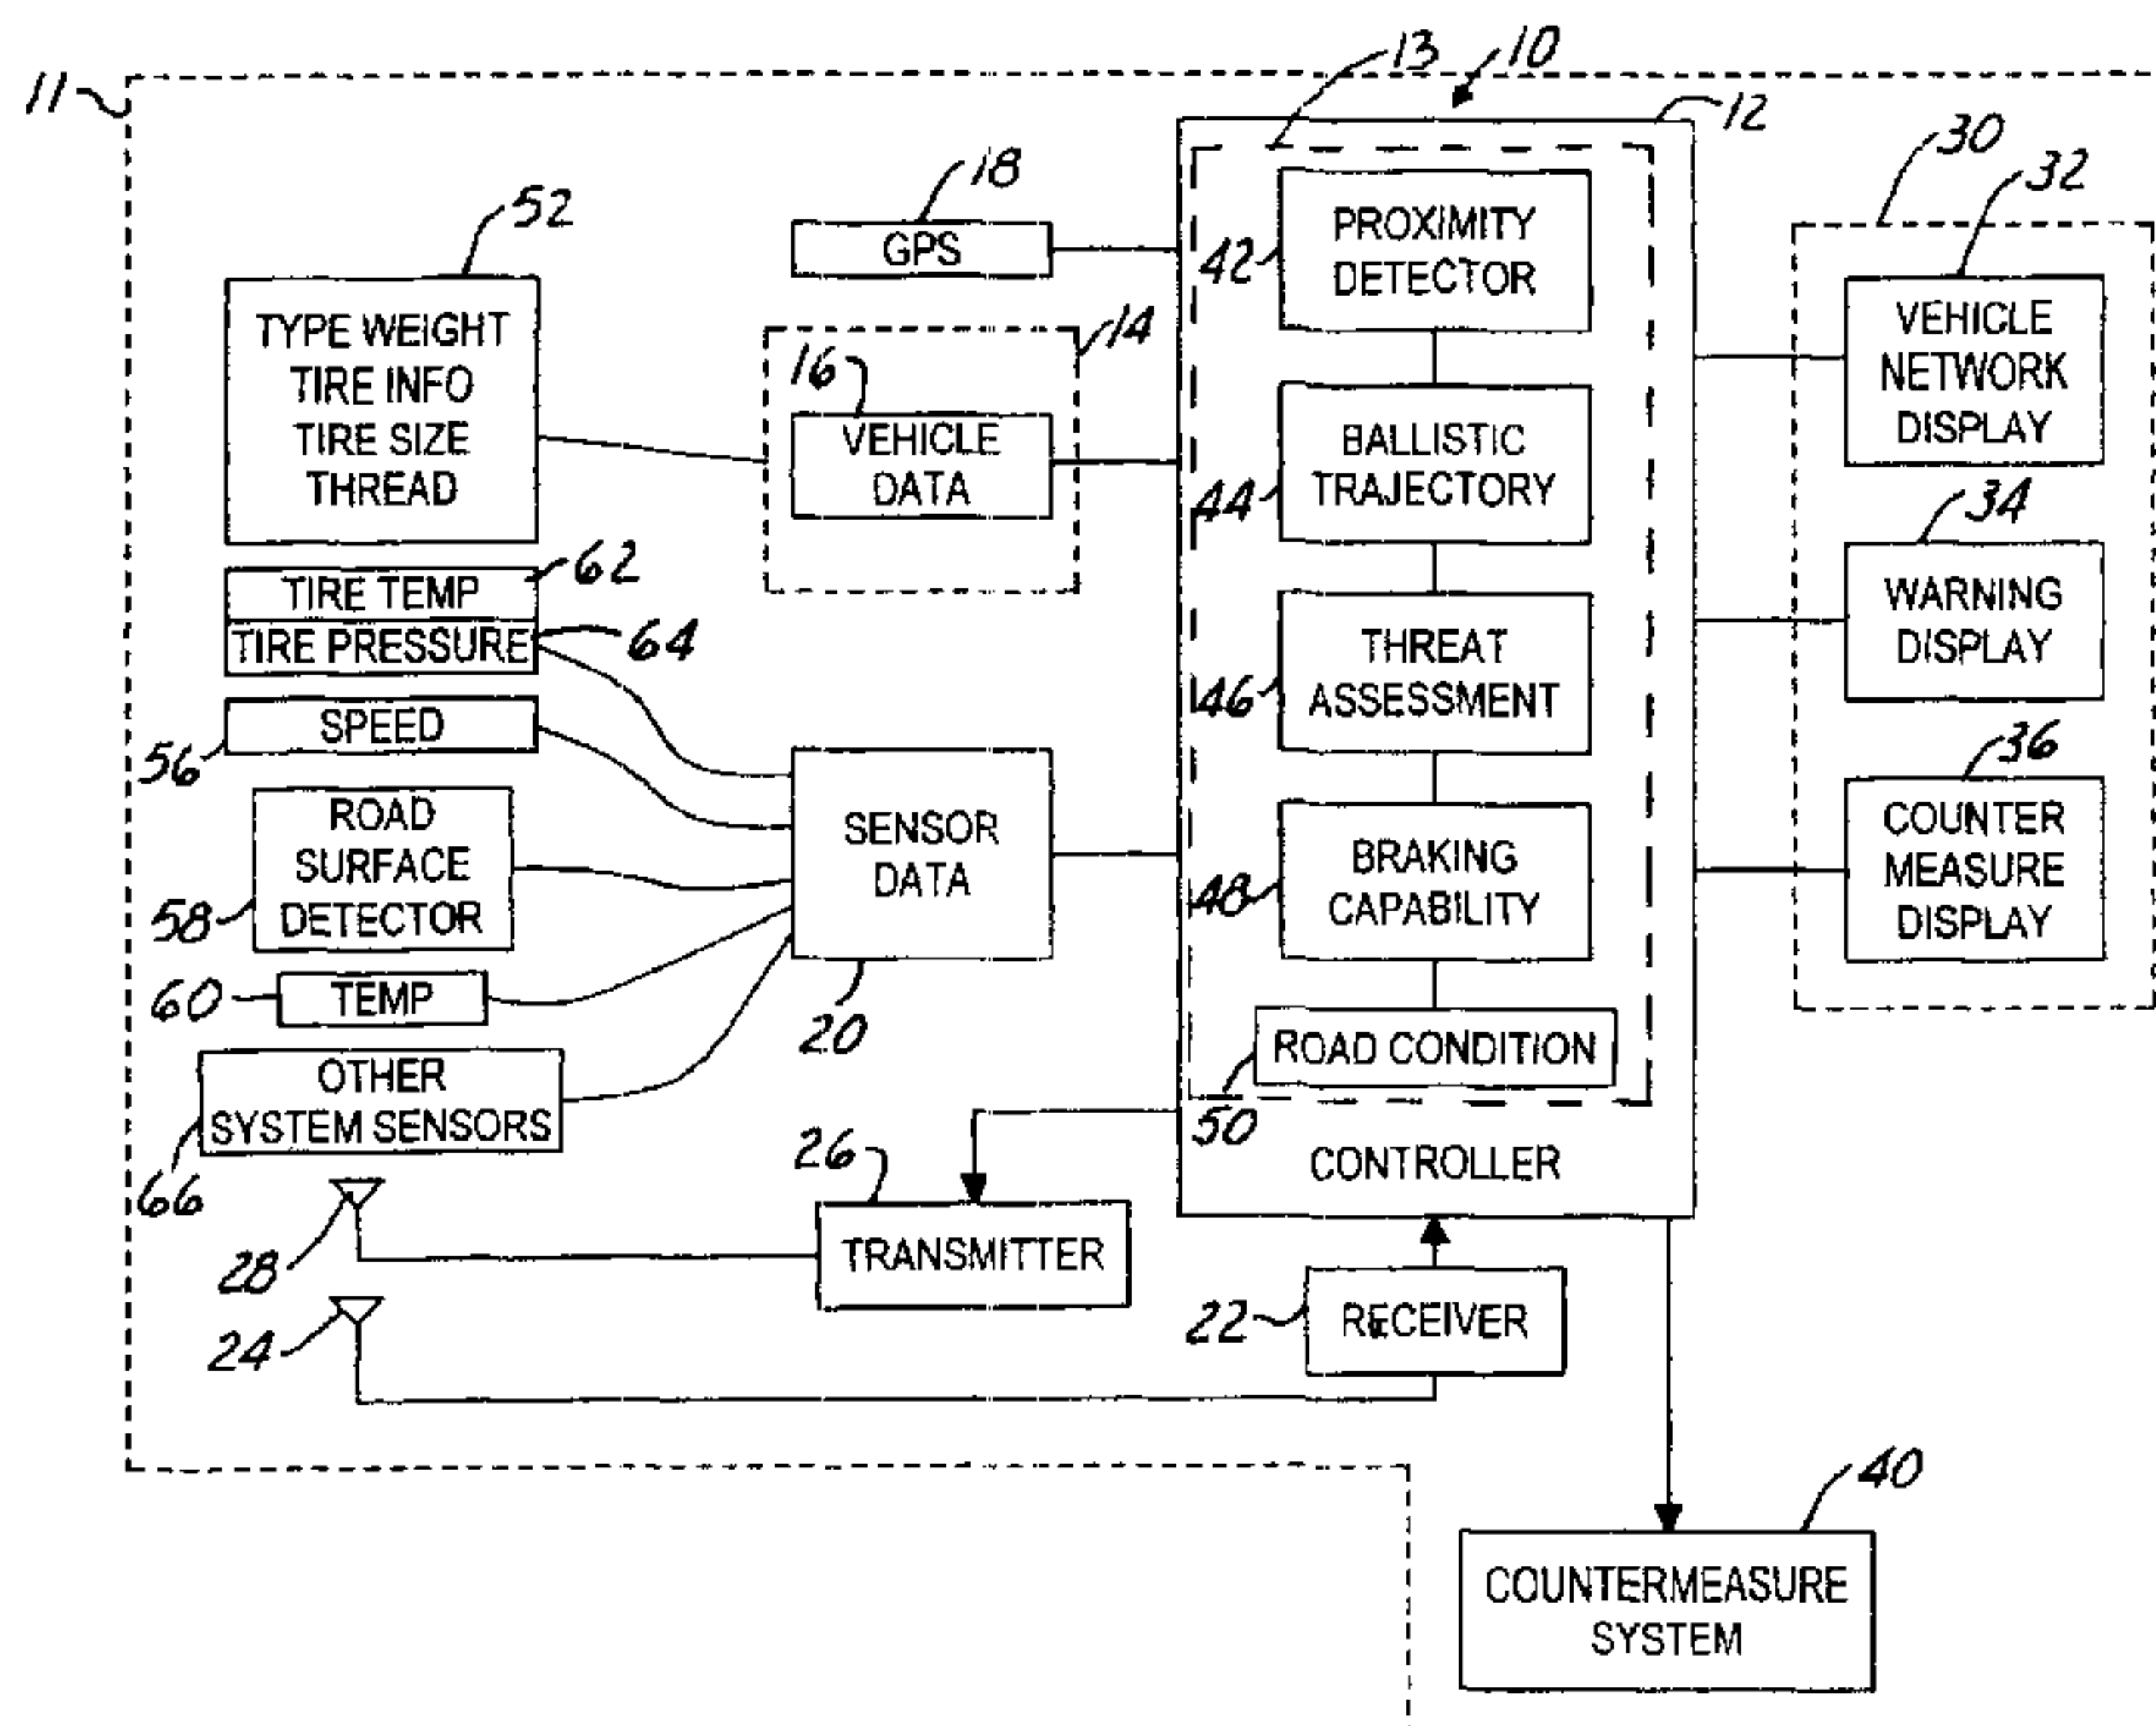 11
13
10
12
30
32
18
52
GPS
42
PROXIMITY
DETECTOR
TYPE WEIGHT
TIRE INFO
TIRE SIZE
THREAD
14
16
VEHICLE
DATA
VEHICLE
NETWORK
DISPLAY
BALLISTIC
TRAJECTORY
44
34
TIRE TEMP
62
TIRE PRESSURE
64
THREAT
ASSESSMENT
46
WARNING
DISPLAY
SPEED
56
36
ROAD
SURFACE
DETECTOR
58
SENSOR
DATA
20
BRAKING
CAPABILITY
48
COUNTER
MEASURE
DISPLAY
60
TEMP
ROAD CONDITION
50
OTHER
SYSTEM SENSORS
66
CONTROLLER
26
TRANSMITTER
28
24
22
RECEIVER
40
COUNTERMEASURE
SYSTEM